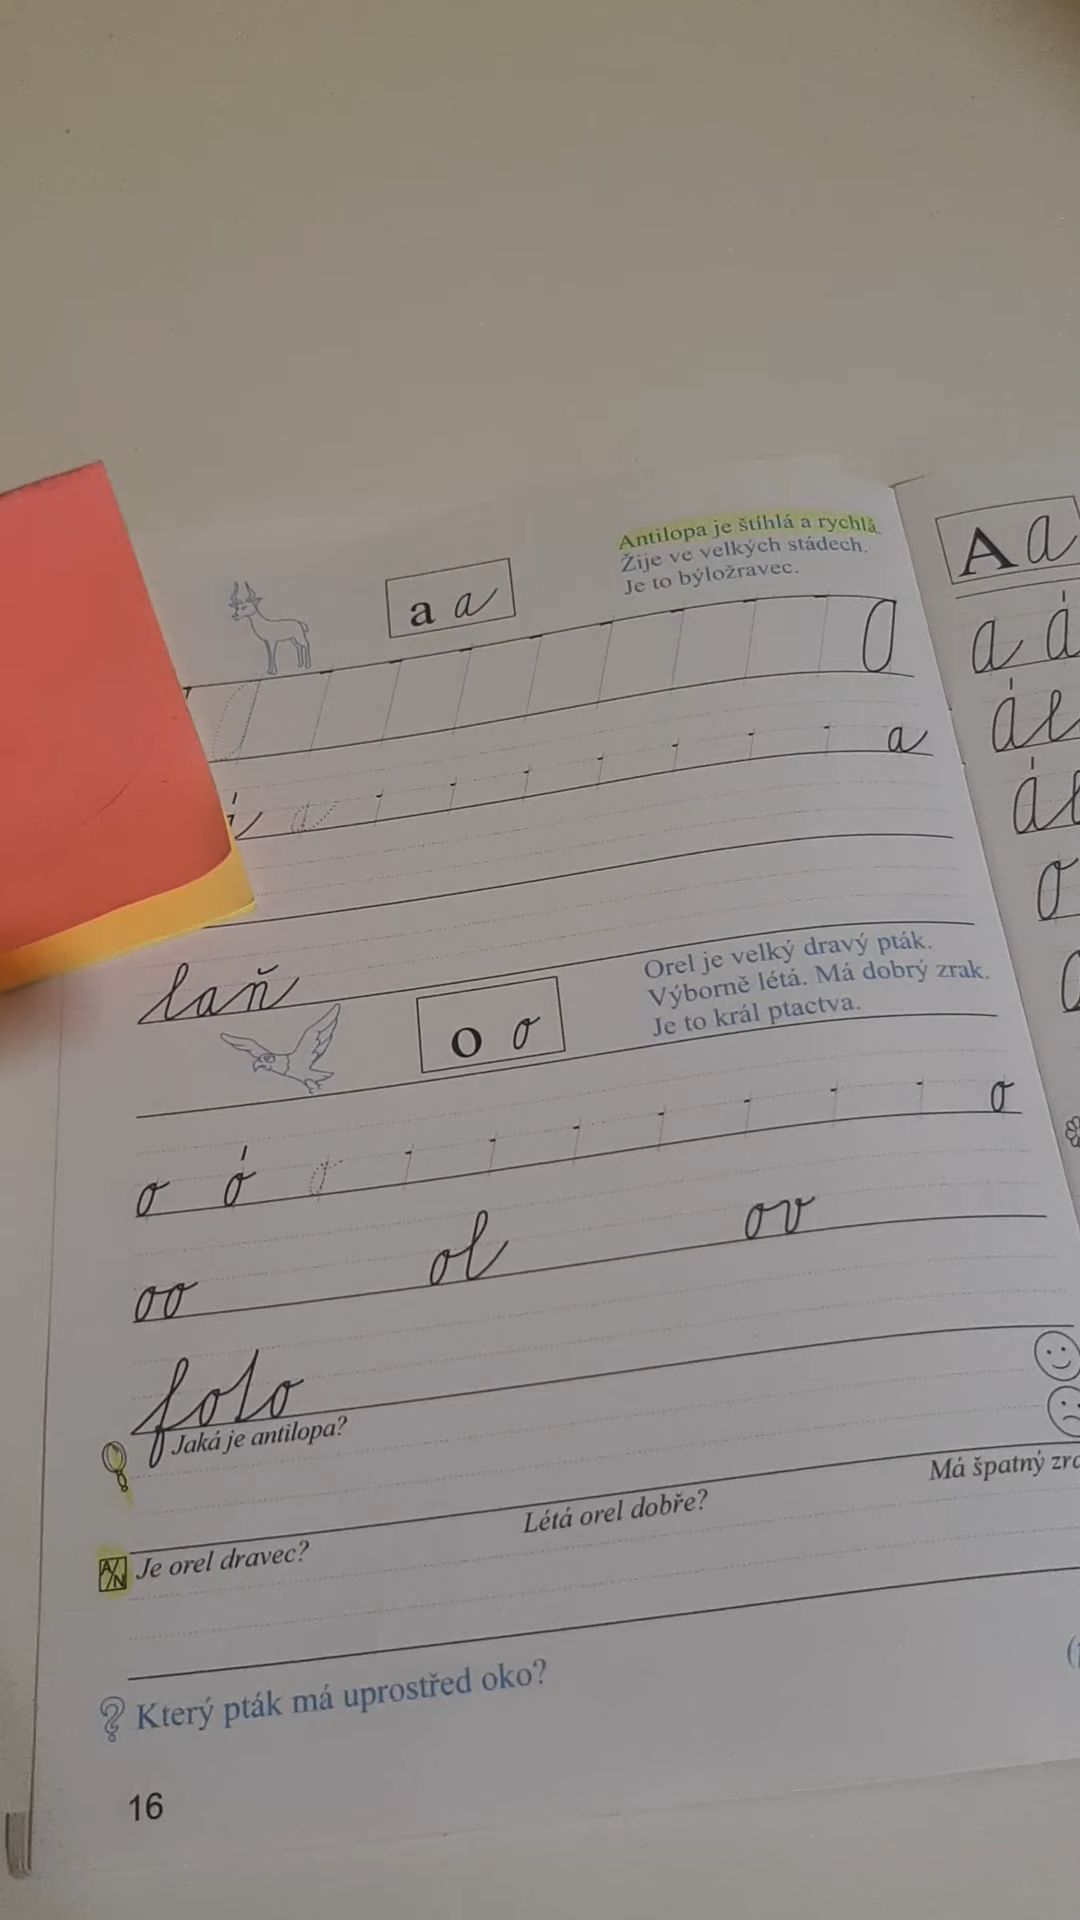 Antilopa je štíhlá a rychlá.
Žije ve velkých stádech.
Je to býložravec.
a a
a
laň
Orel je velký dravý pták.
Výborně létá. Má dobrý zrak.
Je to král ptactva.
o o
o ó o
oo ol ov
foto
Jaká je antilopa?
Je orel dravec? Létá orel dobře? Má špatný
Který pták má uprostřed oko?
16
A a
a á